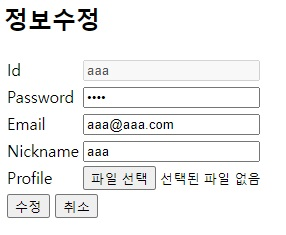 정보수정
Id aaa
Password ••••
Email aaa@aaa.com
Nickname aaa
Profile 파일 선택 선택된 파일 없음
수정 취소